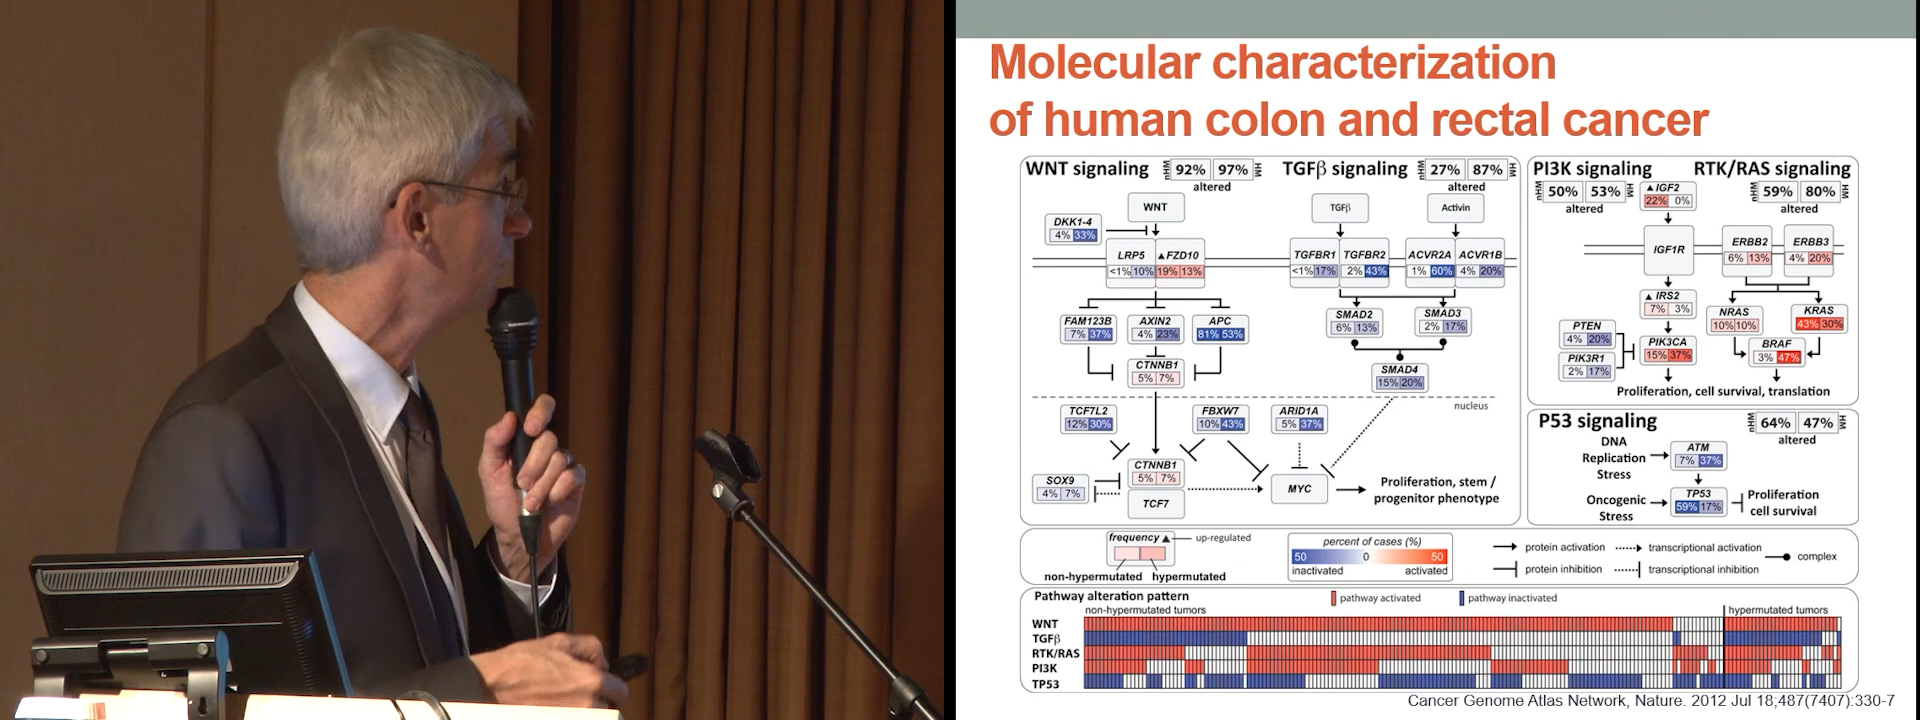 Molecular characterization
of human colon and rectal cancer
WNT signaling
nHM 92% 97% HM
altered
TGFβ signaling
nHM 27% 87% HM
altered
WNT
TGFβ
Activin
DKK1-4
4% 33%
LRP5 ▲FZD10
<1% 10% 19% 13%
TGFBR1 TGFBR2
<1% 17% 2% 43%
ACVR2A ACVR1B
1% 60% 4% 20%
FAM123B
7% 37%
AXIN2
4% 23%
APC
81% 53%
SMAD2
6% 13%
SMAD3
2% 17%
CTNNB1
5% 7%
SMAD4
15% 20%
nucleus
TCF7L2
12% 30%
FBXW7
10% 43%
ARID1A
5% 37%
SOX9
4% 7%
CTNNB1
5% 7%
TCF7
MYC
Proliferation, stem /
progenitor phenotype
PI3K signaling
nHM 50% 53% HM
altered
RTK/RAS signaling
nHM 59% 80% HM
altered
▲IGF2
22% 0%
IGF1R
ERBB2
6% 13%
ERBB3
4% 20%
▲IRS2
7% 3%
NRAS
10% 10%
KRAS
43% 30%
PTEN
4% 20%
PIK3R1
2% 17%
PIK3CA
15% 37%
BRAF
3% 47%
Proliferation, cell survival, translation
P53 signaling
nHM 64% 47% HM
altered
DNA
Replication
Stress
ATM
7% 37%
Oncogenic
Stress
TP53
59% 17%
Proliferation
cell survival
frequency ▲ up-regulated
non-hypermutated hypermutated
percent of cases (%)
50 0 50
inactivated activated
protein activation
transcriptional activation
complex
protein inhibition
transcriptional inhibition
Pathway alteration pattern
pathway activated
pathway inactivated
non-hypermutated tumors
hypermutated tumors
WNT
TGFβ
RTK/RAS
PI3K
TP53
Cancer Genome Atlas Network, Nature. 2012 Jul 18;487(7407):330-7